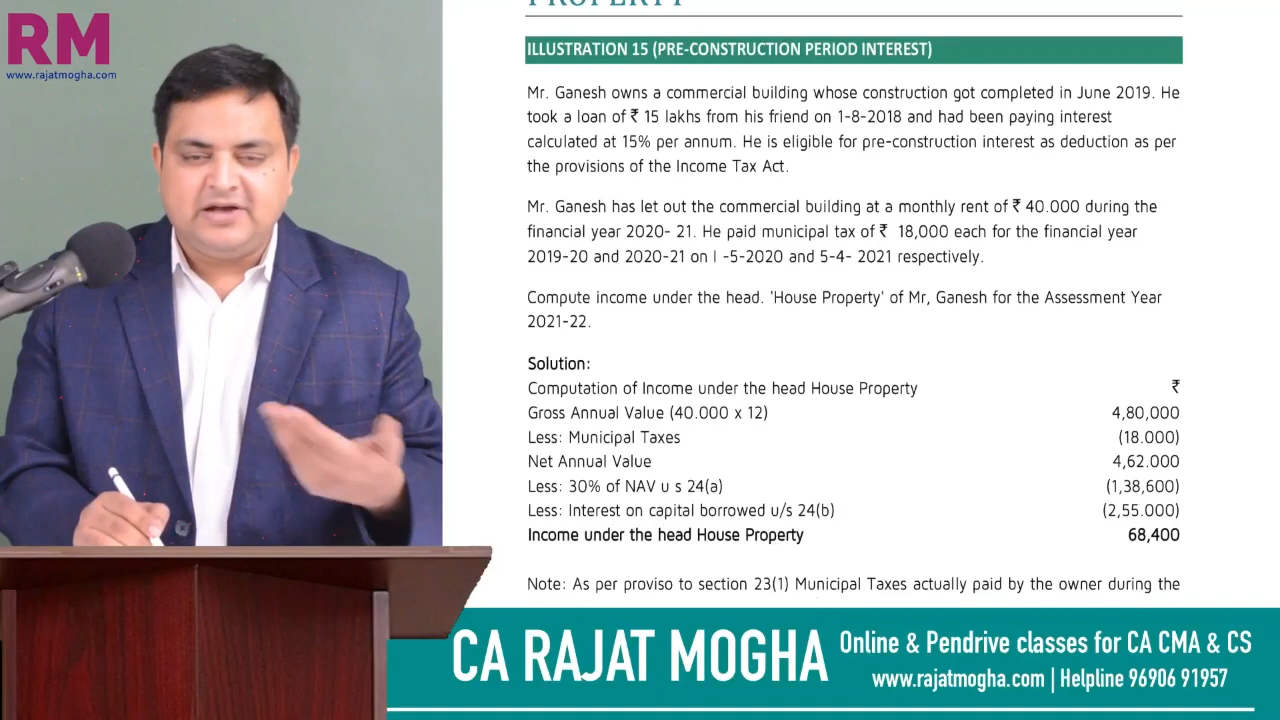 RM
www.rajatmogha.com
ILLUSTRATION 15 (PRE-CONSTRUCTION PERIOD INTEREST)
Mr. Ganesh owns a commercial building whose construction got completed in June 2019. He
took a loan of ₹ 15 lakhs from his friend on 1-8-2018 and had been paying interest
calculated at 15% per annum. He is eligible for pre-construction interest as deduction as per
the provisions of the Income Tax Act.
Mr. Ganesh has let out the commercial building at a monthly rent of ₹ 40.000 during the
financial year 2020- 21. He paid municipal tax of ₹ 18,000 each for the financial year
2019-20 and 2020-21 on l -5-2020 and 5-4- 2021 respectively.
Compute income under the head. 'House Property' of Mr, Ganesh for the Assessment Year
2021-22.
Solution:
Computation of Income under the head House Property ₹
Gross Annual Value (40.000 x 12) 4,80,000
Less: Municipal Taxes (18.000)
Net Annual Value 4,62.000
Less: 30% of NAV u s 24(a) (1,38,600)
Less: Interest on capital borrowed u/s 24(b) (2,55.000)
Income under the head House Property 68,400
Note: As per proviso to section 23(1) Municipal Taxes actually paid by the owner during the
CA RAJAT MOGHA
Online & Pendrive classes for CA CMA & CS
www.rajatmogha.com | Helpline 96906 91957